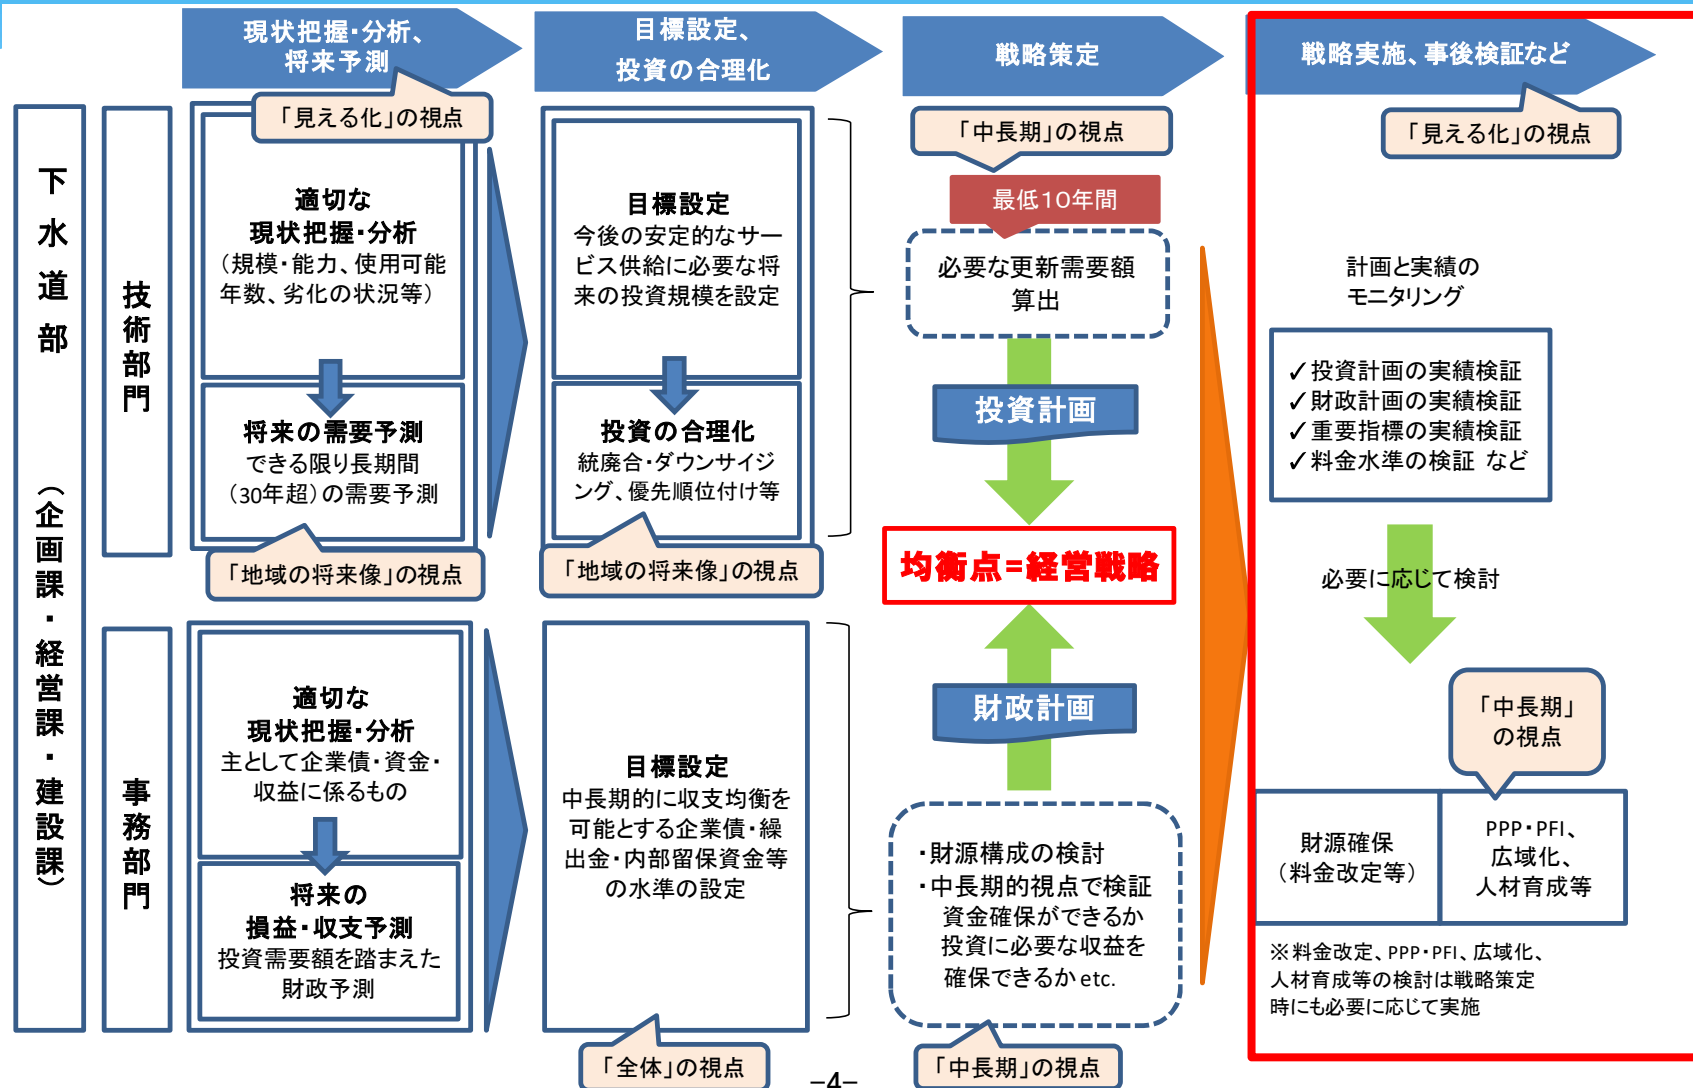 現状把握・分析、
将来予測
目標設定、
投資の合理化
戦略策定
戦略実施、事後検証など
「見える化」の視点
「中長期」の視点
「見える化」の視点
下水道部
（企画課・経営課・建設課）
技術部門
適切な
現状把握・分析
（規模・能力、使用可能
年数、劣化の状況等）
将来の需要予測
できる限り長期間
（30年超）の需要予測
「地域の将来像」の視点
目標設定
今後の安定的なサー
ビス供給に必要な将
来の投資規模を設定
投資の合理化
統廃合・ダウンサイジ
ング、優先順位付け等
「地域の将来像」の視点
最低10年間
必要な更新需要額
算出
投資計画
均衡点=経営戦略
財政計画
・財源構成の検討
・中長期的視点で検証
資金確保ができるか
投資に必要な収益を
確保できるか etc.
「中長期」の視点
事務部門
適切な
現状把握・分析
主として企業債・資金・
収益に係るもの
将来の
損益・収支予測
投資需要額を踏まえた
財政予測
目標設定
中長期的に収支均衡を
可能とする企業債・繰
出金・内部留保資金等
の水準の設定
「全体」の視点
計画と実績の
モニタリング
✓投資計画の実績検証
✓財政計画の実績検証
✓重要指標の実績検証
✓料金水準の検証 など
必要に応じて検討
「中長期」
の視点
財源確保
（料金改定等）
PPP・PFI、
広域化、
人材育成等
※料金改定、PPP・PFI、広域化、
人材育成等の検討は戦略策定
時にも必要に応じて実施
−4−